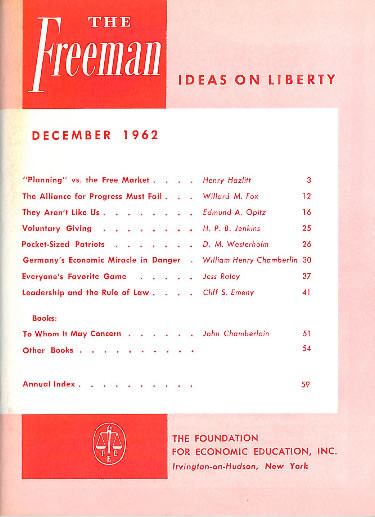 THE
Freeman
IDEAS ON LIBERTY
DECEMBER 1962
"Planning" vs. the Free Market . . . . Henry Hazlitt 3
The Alliance for Progress Must Fail . . . Willard M. Fox 12
They Aren't Like Us . . . . . . . Edmund A. Opitz 16
Voluntary Giving . . . . . . . H. P. B. Jenkins 25
Pocket-Sized Patriots . . . . . . . D. M. Westerholm 26
Germany's Economic Miracle in Danger . William Henry Chamberlin 30
Everyone's Favorite Game . . . . . Jess Raley 37
Leadership and the Rule of Law . . . . Cliff S. Emeny 41
Books:
To Whom It May Concern . . . . . . John Chamberlain 51
Other Books . . . . . . . . . . 54
Annual Index . . . . . . . . . . 59
F E E
THE FOUNDATION
FOR ECONOMIC EDUCATION, INC.
Irvington-on-Hudson, New York